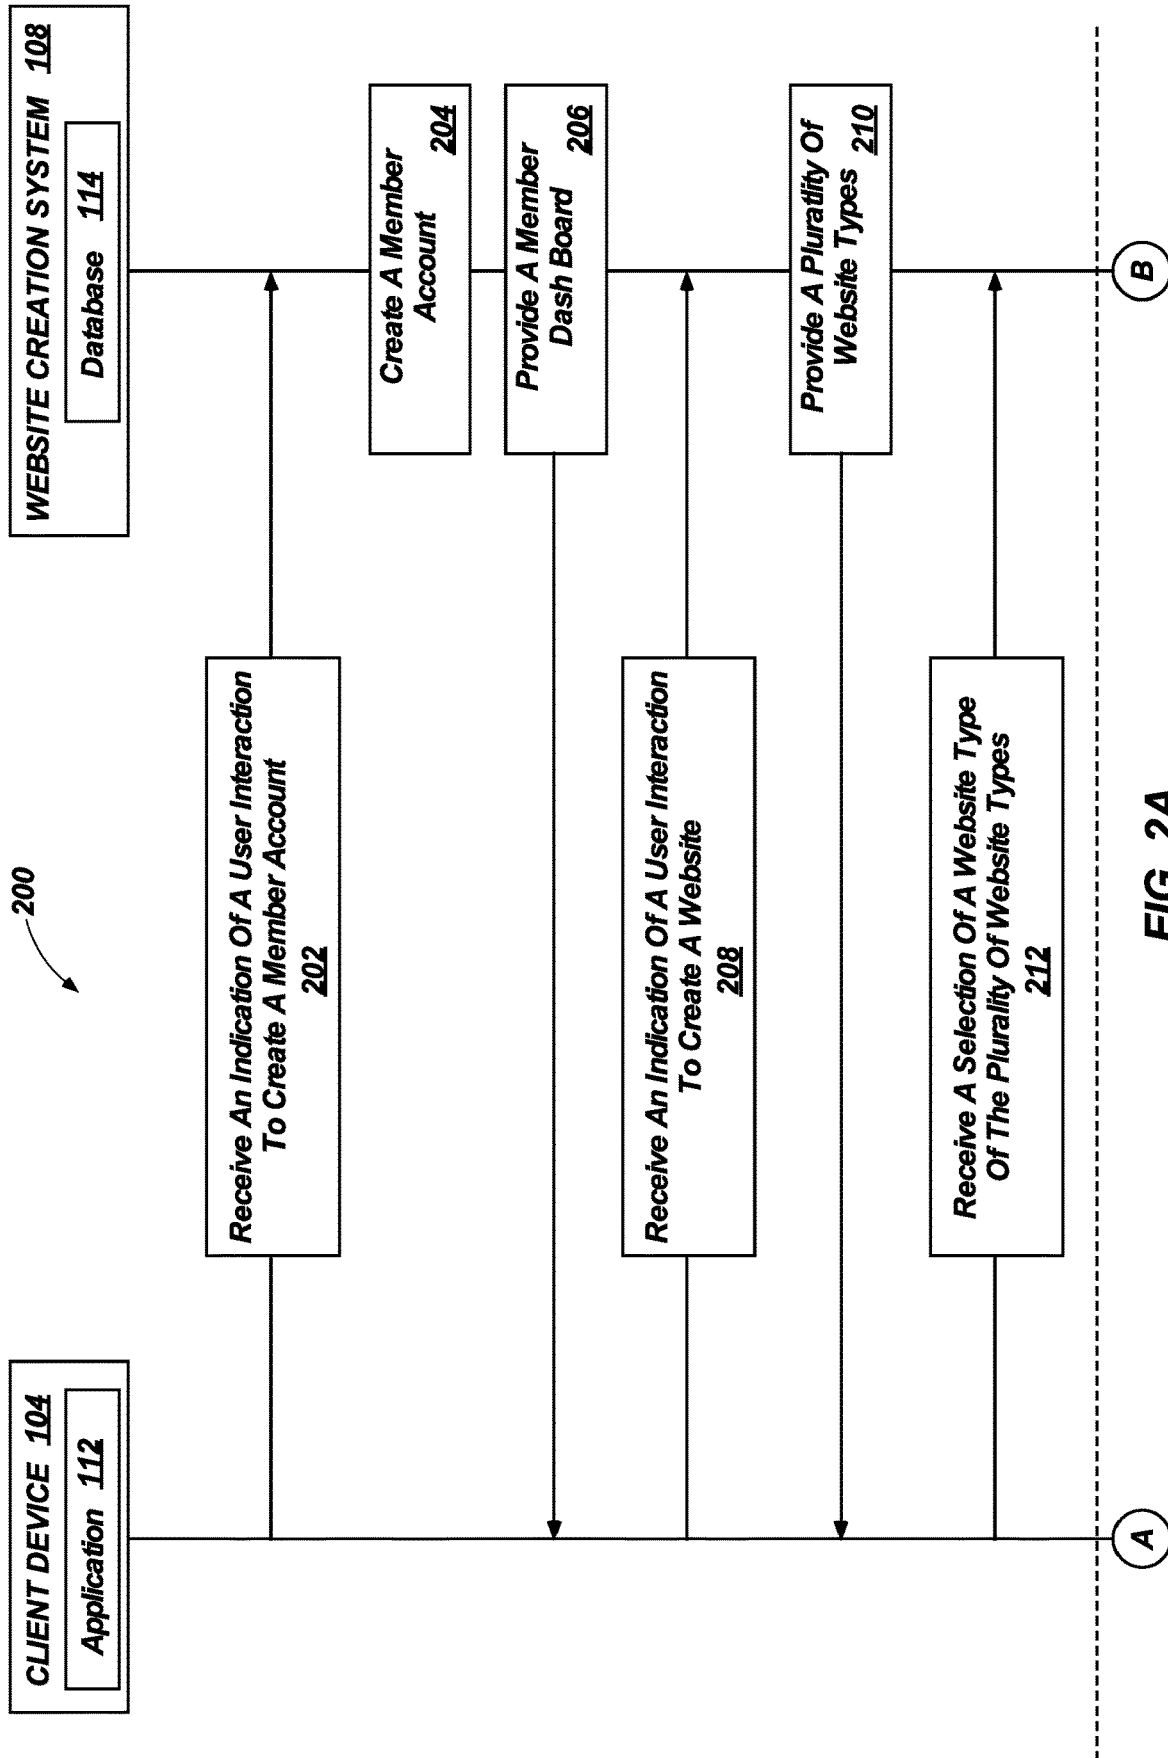 200
CLIENT DEVICE 104
Application 112
WEBSITE CREATION SYSTEM 108
Database 114
Receive An Indication Of A User Interaction
To Create A Member Account
202
Create A Member
Account 204
Provide A Member
Dash Board 206
Receive An Indication Of A User Interaction
To Create A Website
208
Provide A Pluratlity Of
Website Types 210
Receive A Selection Of A Website Type
Of The Plurality Of Website Types
212
A
B
FIG. 2A